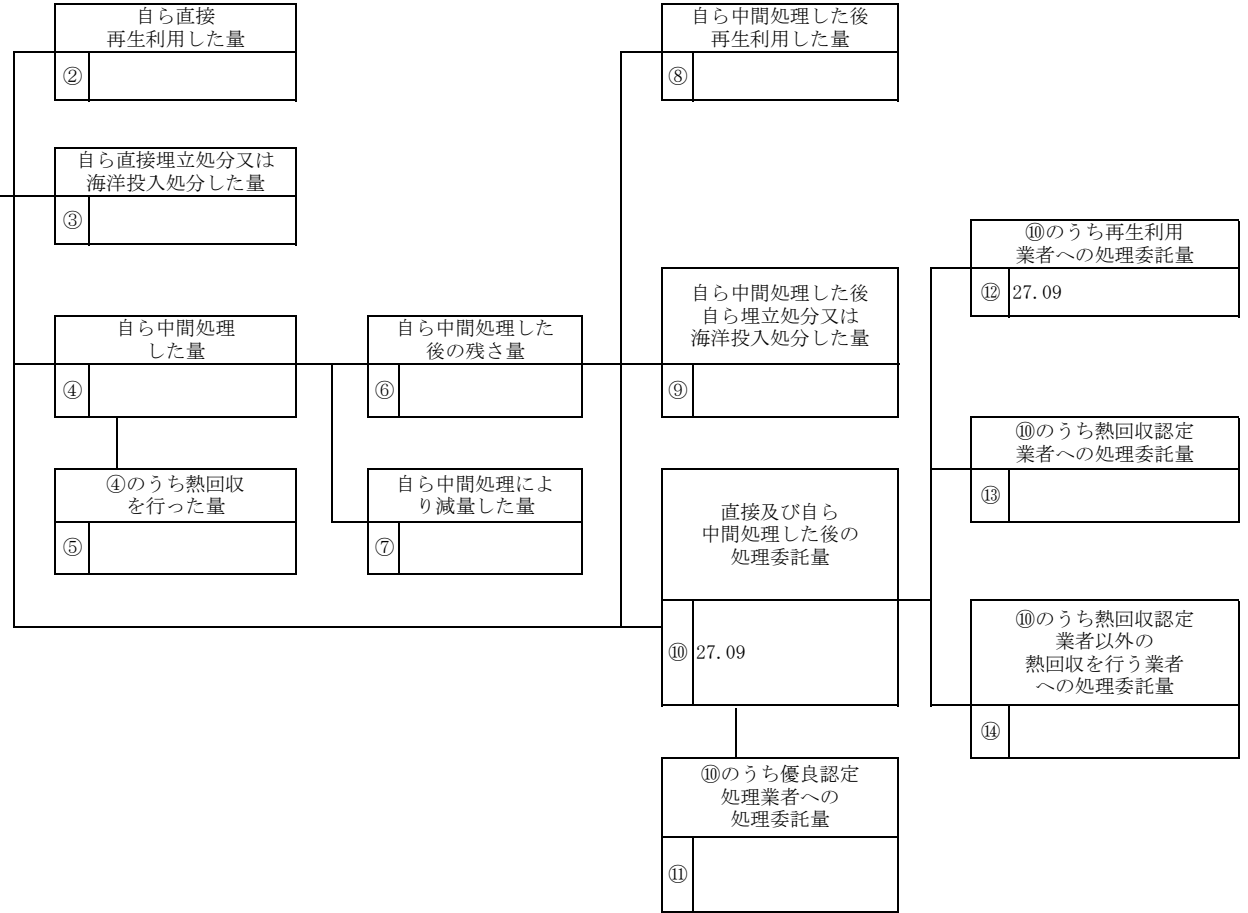 自ら直接
再生利用した量
②
自ら中間処理した後
再生利用した量
⑧
自ら直接埋立処分又は
海洋投入処分した量
③
⑩のうち再生利用
業者への処理委託量
⑫ 27.09
自ら中間処理した後
自ら埋立処分又は
海洋投入処分した量
⑨
自ら中間処理
した量
④
自ら中間処理した
後の残さ量
⑥
⑩のうち熱回収認定
業者への処理委託量
⑬
④のうち熱回収
を行った量
⑤
自ら中間処理によ
り減量した量
⑦
直接及び自ら
中間処理した後の
処理委託量
⑩ 27.09
⑩のうち熱回収認定
業者以外の
熱回収を行う業者
への処理委託量
⑭
⑩のうち優良認定
処理業者への
処理委託量
⑪